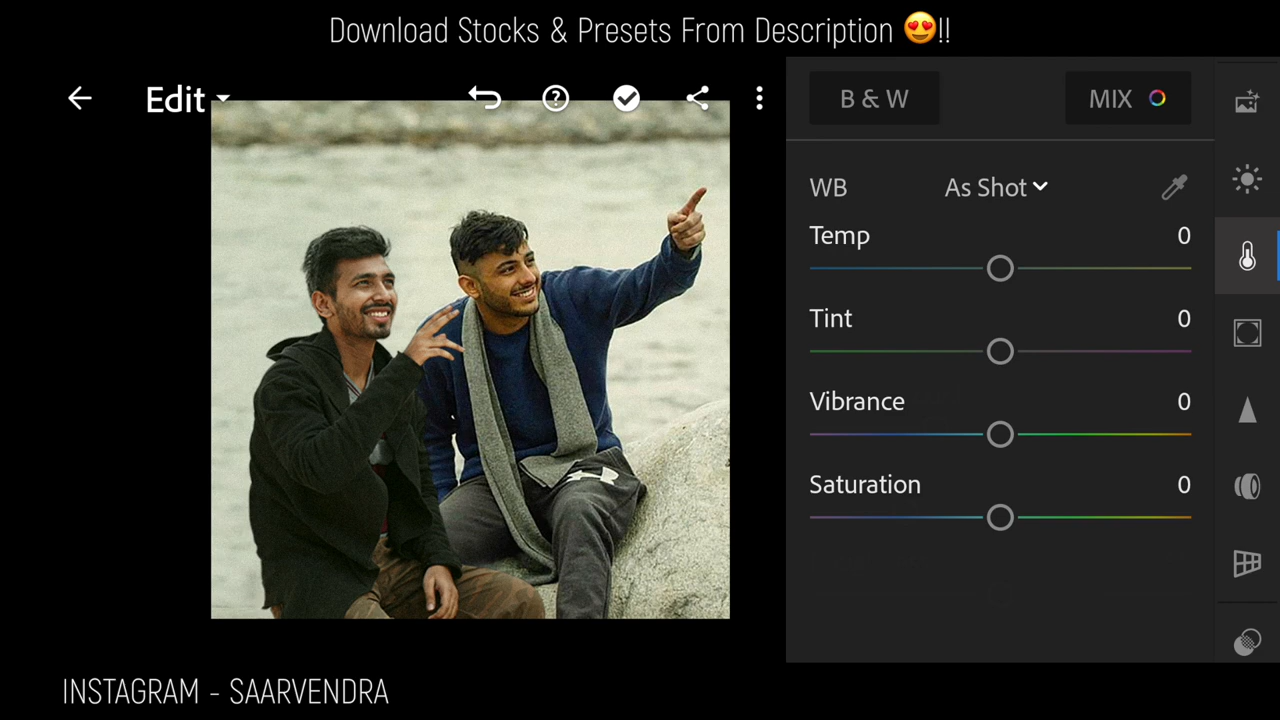 Download Stocks & Presets From Description 😍!!
Edit
B & W
MIX
WB
As Shot
Temp
0
Tint
0
Vibrance
0
Saturation
0
INSTAGRAM - SAARVENDRA